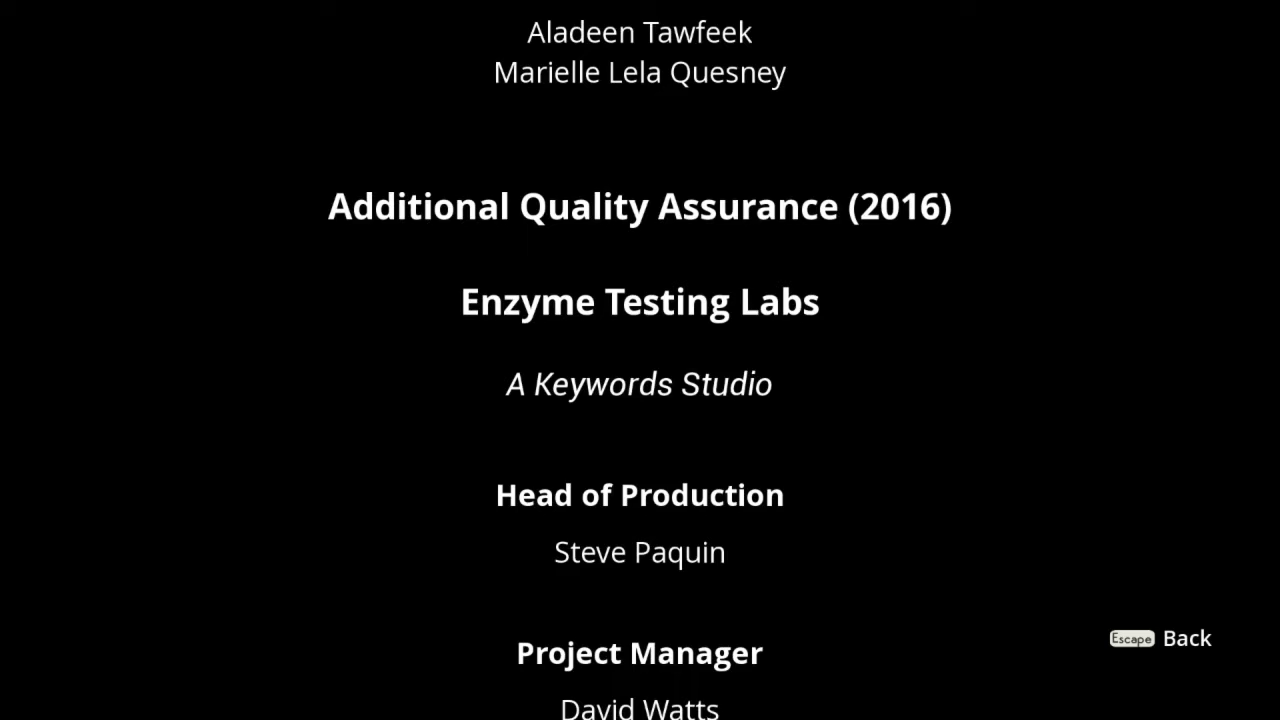 Aladeen Tawfeek
Marielle Lela Quesney
Additional Quality Assurance (2016)
Enzyme Testing Labs
A Keywords Studio
Head of Production
Steve Paquin
Escape Back
Project Manager
David Watts